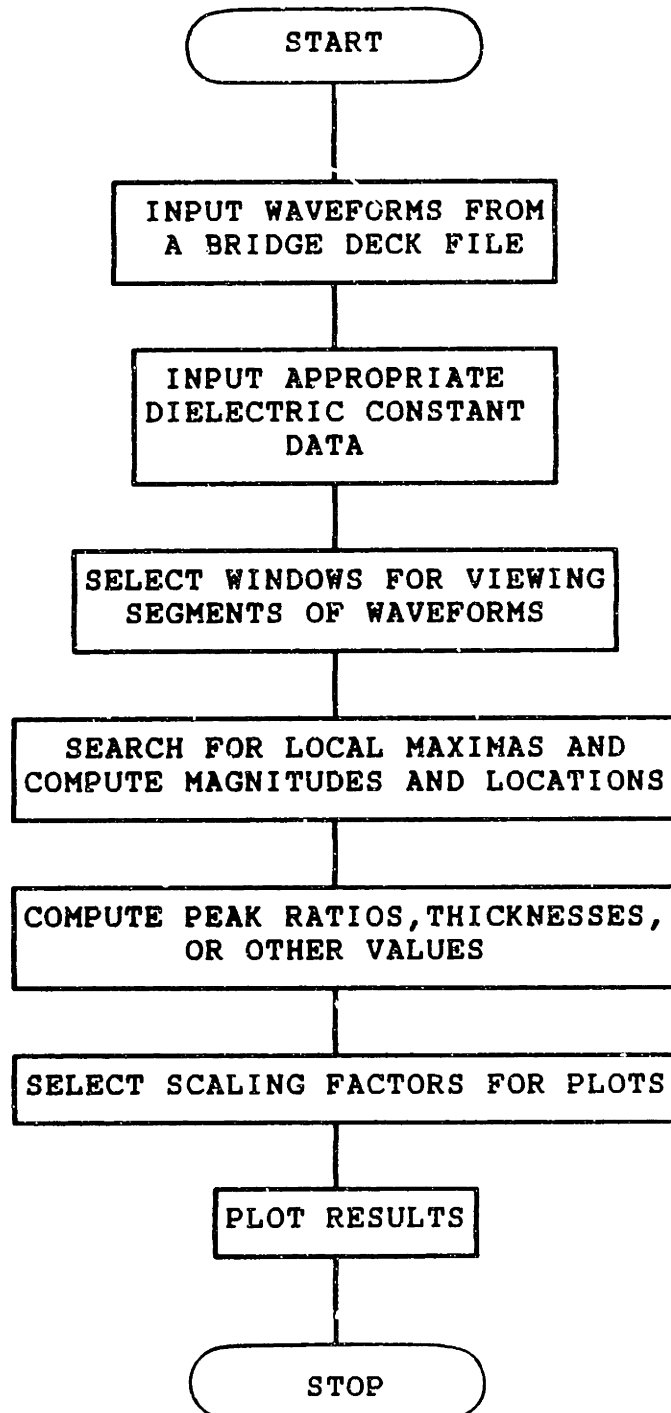 START
INPUT WAVEFORMS FROM
A BRIDGE DECK FILE
INPUT APPROPRIATE
DIELECTRIC CONSTANT
DATA
SELECT WINDOWS FOR VIEWING
SEGMENTS OF WAVEFORMS
SEARCH FOR LOCAL MAXIMAS AND
COMPUTE MAGNITUDES AND LOCATIONS
COMPUTE PEAK RATIOS,THICKNESSES,
OR OTHER VALUES
SELECT SCALING FACTORS FOR PLOTS
PLOT RESULTS
STOP